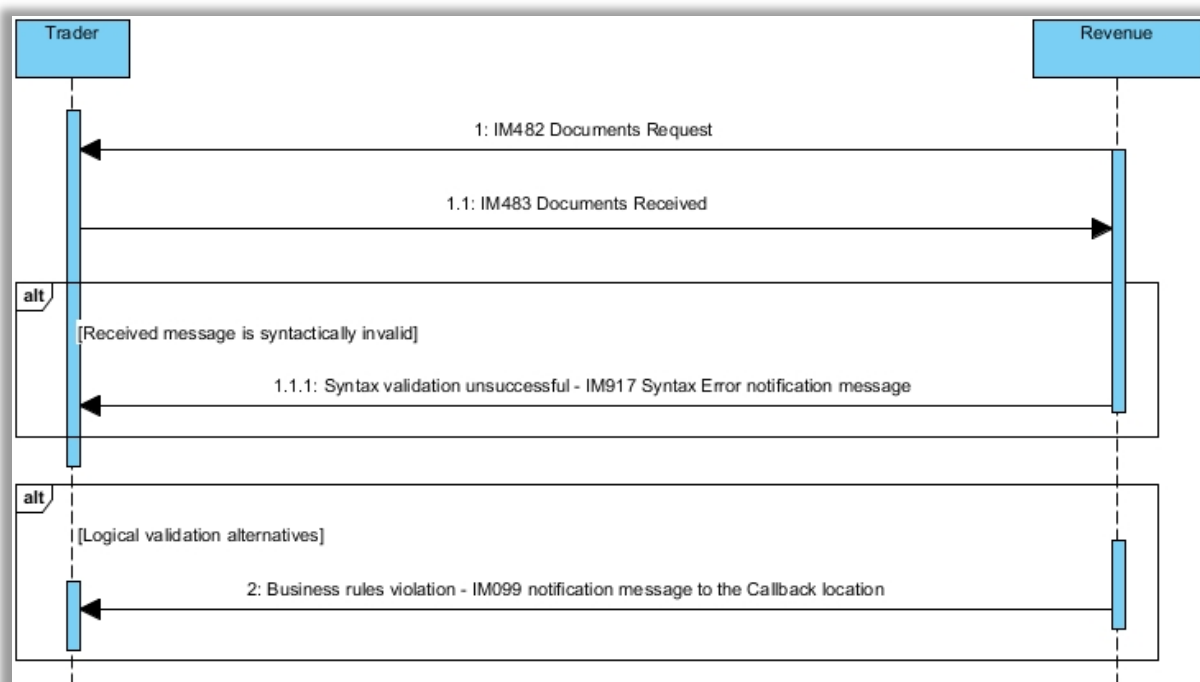 Trader
Revenue
1: IM482 Documents Request
1.1: IM483 Documents Received
alt
[Received message is syntactically invalid]
1.1.1: Syntax validation unsuccessful - IM917 Syntax Error notification message
alt
[Logical validation alternatives]
2: Business rules violation - IM099 notification message to the Callback location